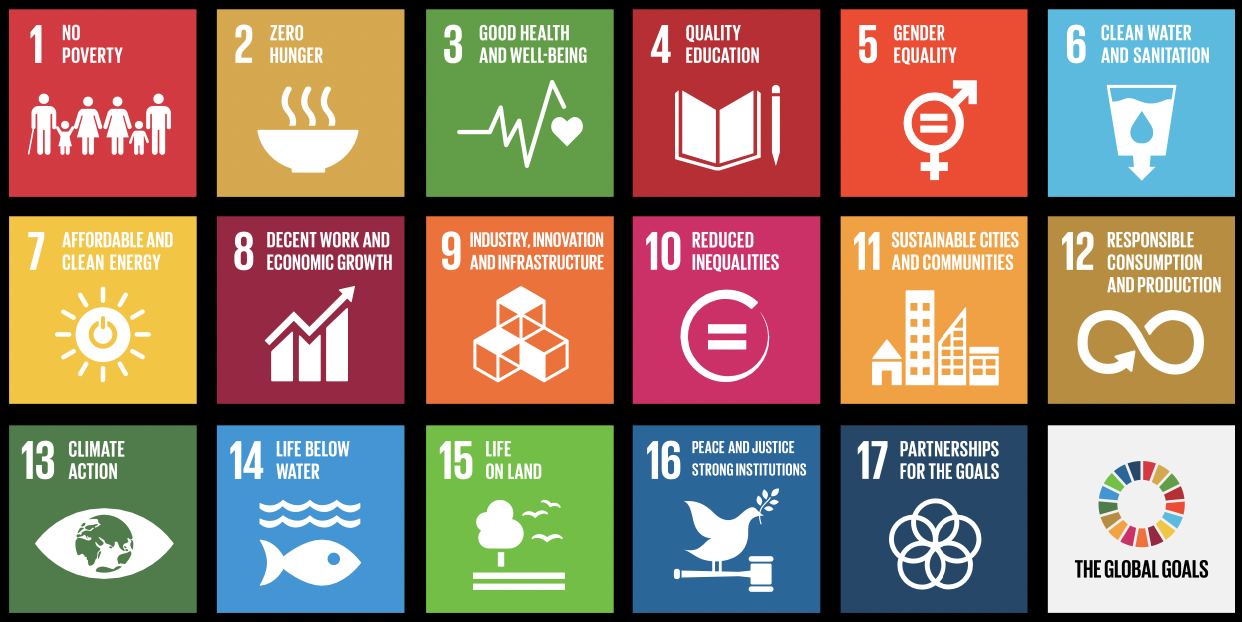 1 NO
POVERTY
2 ZERO
HUNGER
3 GOOD HEALTH
AND WELL-BEING
4 QUALITY
EDUCATION
5 GENDER
EQUALITY
6 CLEAN WATER
AND SANITATION
7 AFFORDABLE AND
CLEAN ENERGY
8 DECENT WORK AND
ECONOMIC GROWTH
9 INDUSTRY, INNOVATION
AND INFRASTRUCTURE
10 REDUCED
INEQUALITIES
11 SUSTAINABLE CITIES
AND COMMUNITIES
12 RESPONSIBLE
CONSUMPTION
AND PRODUCTION
13 CLIMATE
ACTION
14 LIFE BELOW
WATER
15 LIFE
ON LAND
16 PEACE AND JUSTICE
STRONG INSTITUTIONS
17 PARTNERSHIPS
FOR THE GOALS
THE GLOBAL GOALS